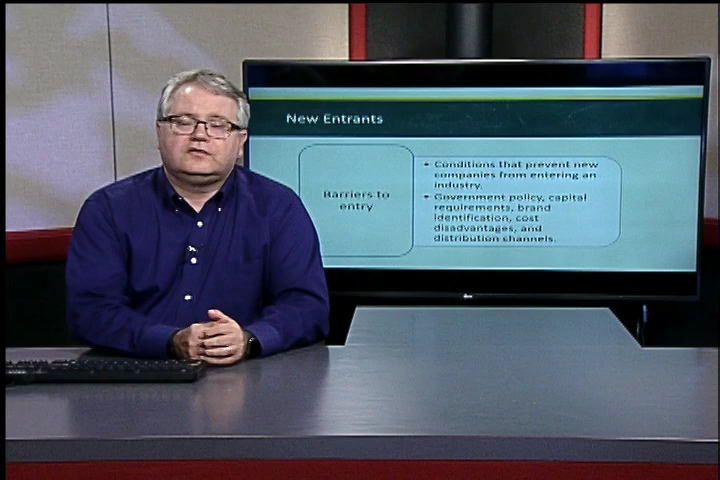 New Entrants
Barriers to
entry
• Conditions that prevent new
companies from entering an
industry.
• Government policy, capital
requirements, brand
identification, cost
disadvantages, and
distribution channels.